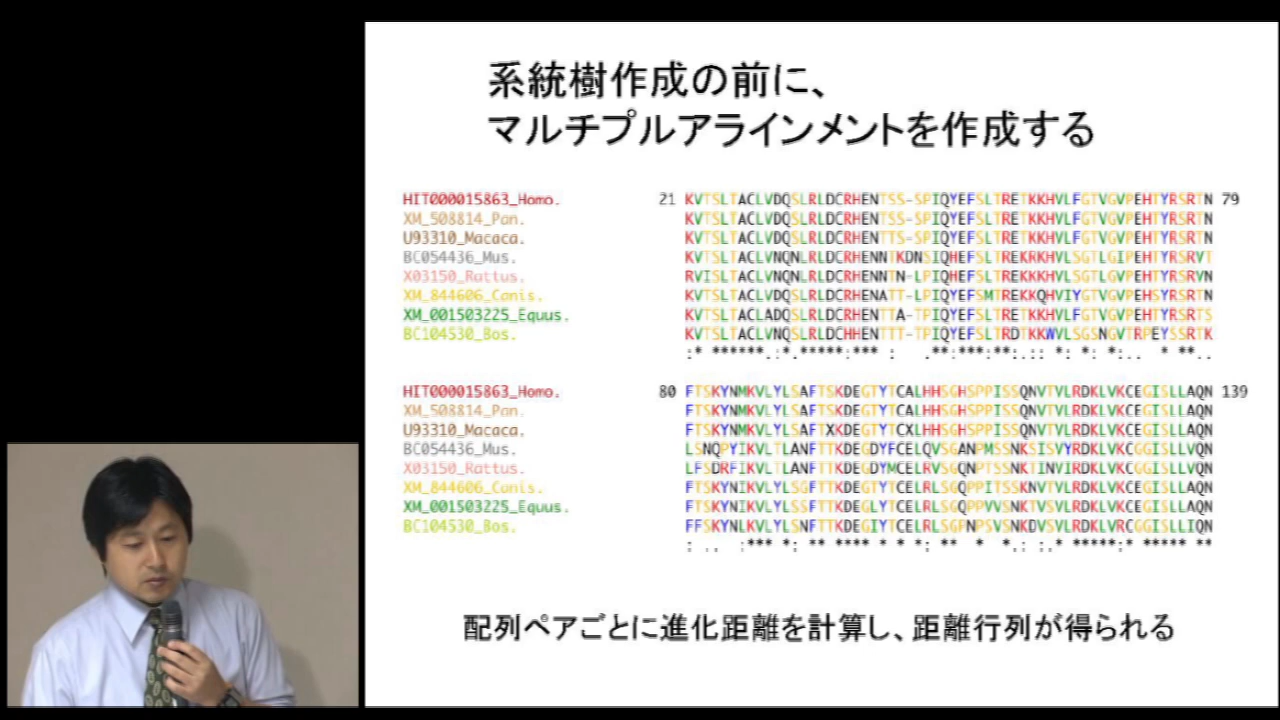 系統樹作成の前に、
マルチプルアラインメントを作成する
HIT000015863_Homo. 21 KVTSLTACLVDQSLRLDCRHENTSS-SPIQYEFSLTRETKKHVLFGTVGVPEHTYRSRTN 79
XM_508814_Pan. KVTSLTACLVDQSLRLDCRHENTSS-SPIQYEFSLTRETKKHVLFGTVGVPEHTYRSRTN
U93310_Macaca. KVTSLTACLVDQSLRLDCRHENTTS-SPIQYEFSLTRETKKHVLFGTVGVPEHTYRSRTN
BC054436_Mus. KVTSLTACLVNQNLRLDCRHENNTKDNSIQHEFSLTREKRKHVLSGTLGIPEHTYRSRVT
X03150_Rattus. RVISLTACLVNQNLRLDCRHENNTN-LPIQHEFSLTREKKKHVLSGTLGVPEHTYRSRVN
XM_844606_Canis. KVTSLTACLVDQSLRLDCRHENATT-LPIQYEFSMTREKKQHVIYGTVGVPEHSYRSRTN
XM_001503225_Equus. KVTSLTACLADQSLRLDCRHENTTA-TPIQYEFSLTRETKKHVLFGTVGVPEHTYRSRTS
BC104530_Bos. KVTSLTACLVNQSLRLDCHHENTTT-TPIQYEFSLTRDTKKWVLSGSNGVTRPEYSSRTK
HIT000015863_Homo. 80 FTSKYNMKVLYLSAFTSKDEGTYTCALHHSGHSPPISSQNVTVLRDKLVKCEGISLLAQN 139
XM_508814_Pan. FTSKYNMKVLYLSAFTSKDEGTYTCALHHSGHSPPISSQNVTVLRDKLVKCEGISLLAQN
U93310_Macaca. FTSKYNMKVLYLSAFTXKDEGTYTCXLHHSGHSPPISSQNVTVLRDKLVKCEGISLLAQN
BC054436_Mus. LSNQPYIKVLTLANFTTKDEGDYFCELQVSGANPMSSNKSISVYRDKLVKCGGISLLVQN
X03150_Rattus. LFSDRFIKVLTLANFTTKDEGDYMCELRVSGQNPTSSNKTINVIRDKLVKCGGISLLVQN
XM_844606_Canis. FTSKYNIKVLYLSGFTTKDEGTYTCELRLSGQPPITSSKNVTVLRDKLVKCEGISLLAQN
XM_001503225_Equus. FTSKYNIKVLYLSSFTTKDEGLYTCELRLSGQPPVVSNKTVSVLRDKLVKCEGISLLAQN
BC104530_Bos. FFSKYNLKVLYLSNFTTKDEGIYTCELRLSGPNPSVSNKDVSVLRDKLVRCGGISLLIQN
配列ペアごとに進化距離を計算し、距離行列が得られる